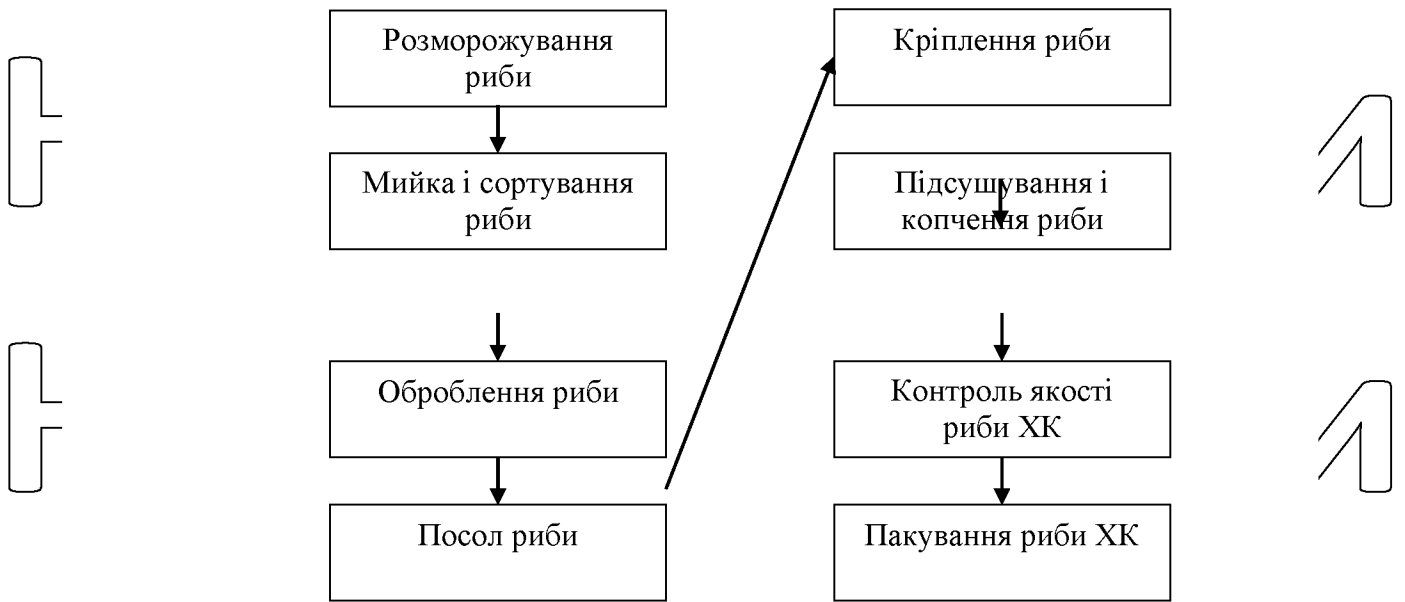 Розморожування
риби
Мийка і сортування
риби
Оброблення риби
Посол риби
Кріплення риби
Підсушування і
копчення риби
Контроль якості
риби ХК
Пакування риби ХК